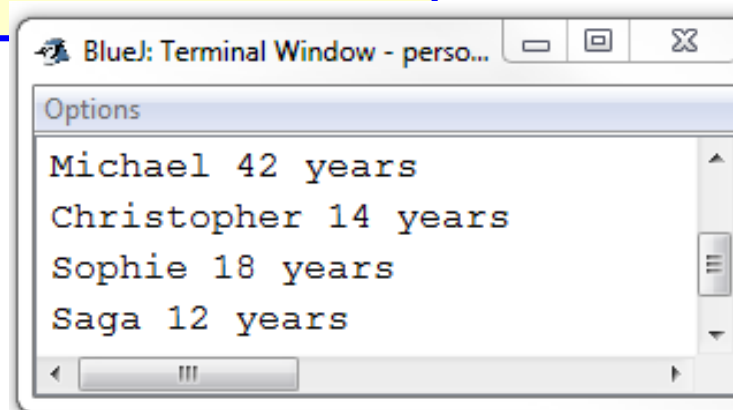 BlueJ: Terminal Window - perso...
Options
Michael 42 years
Christopher 14 years
Sophie 18 years
Saga 12 years